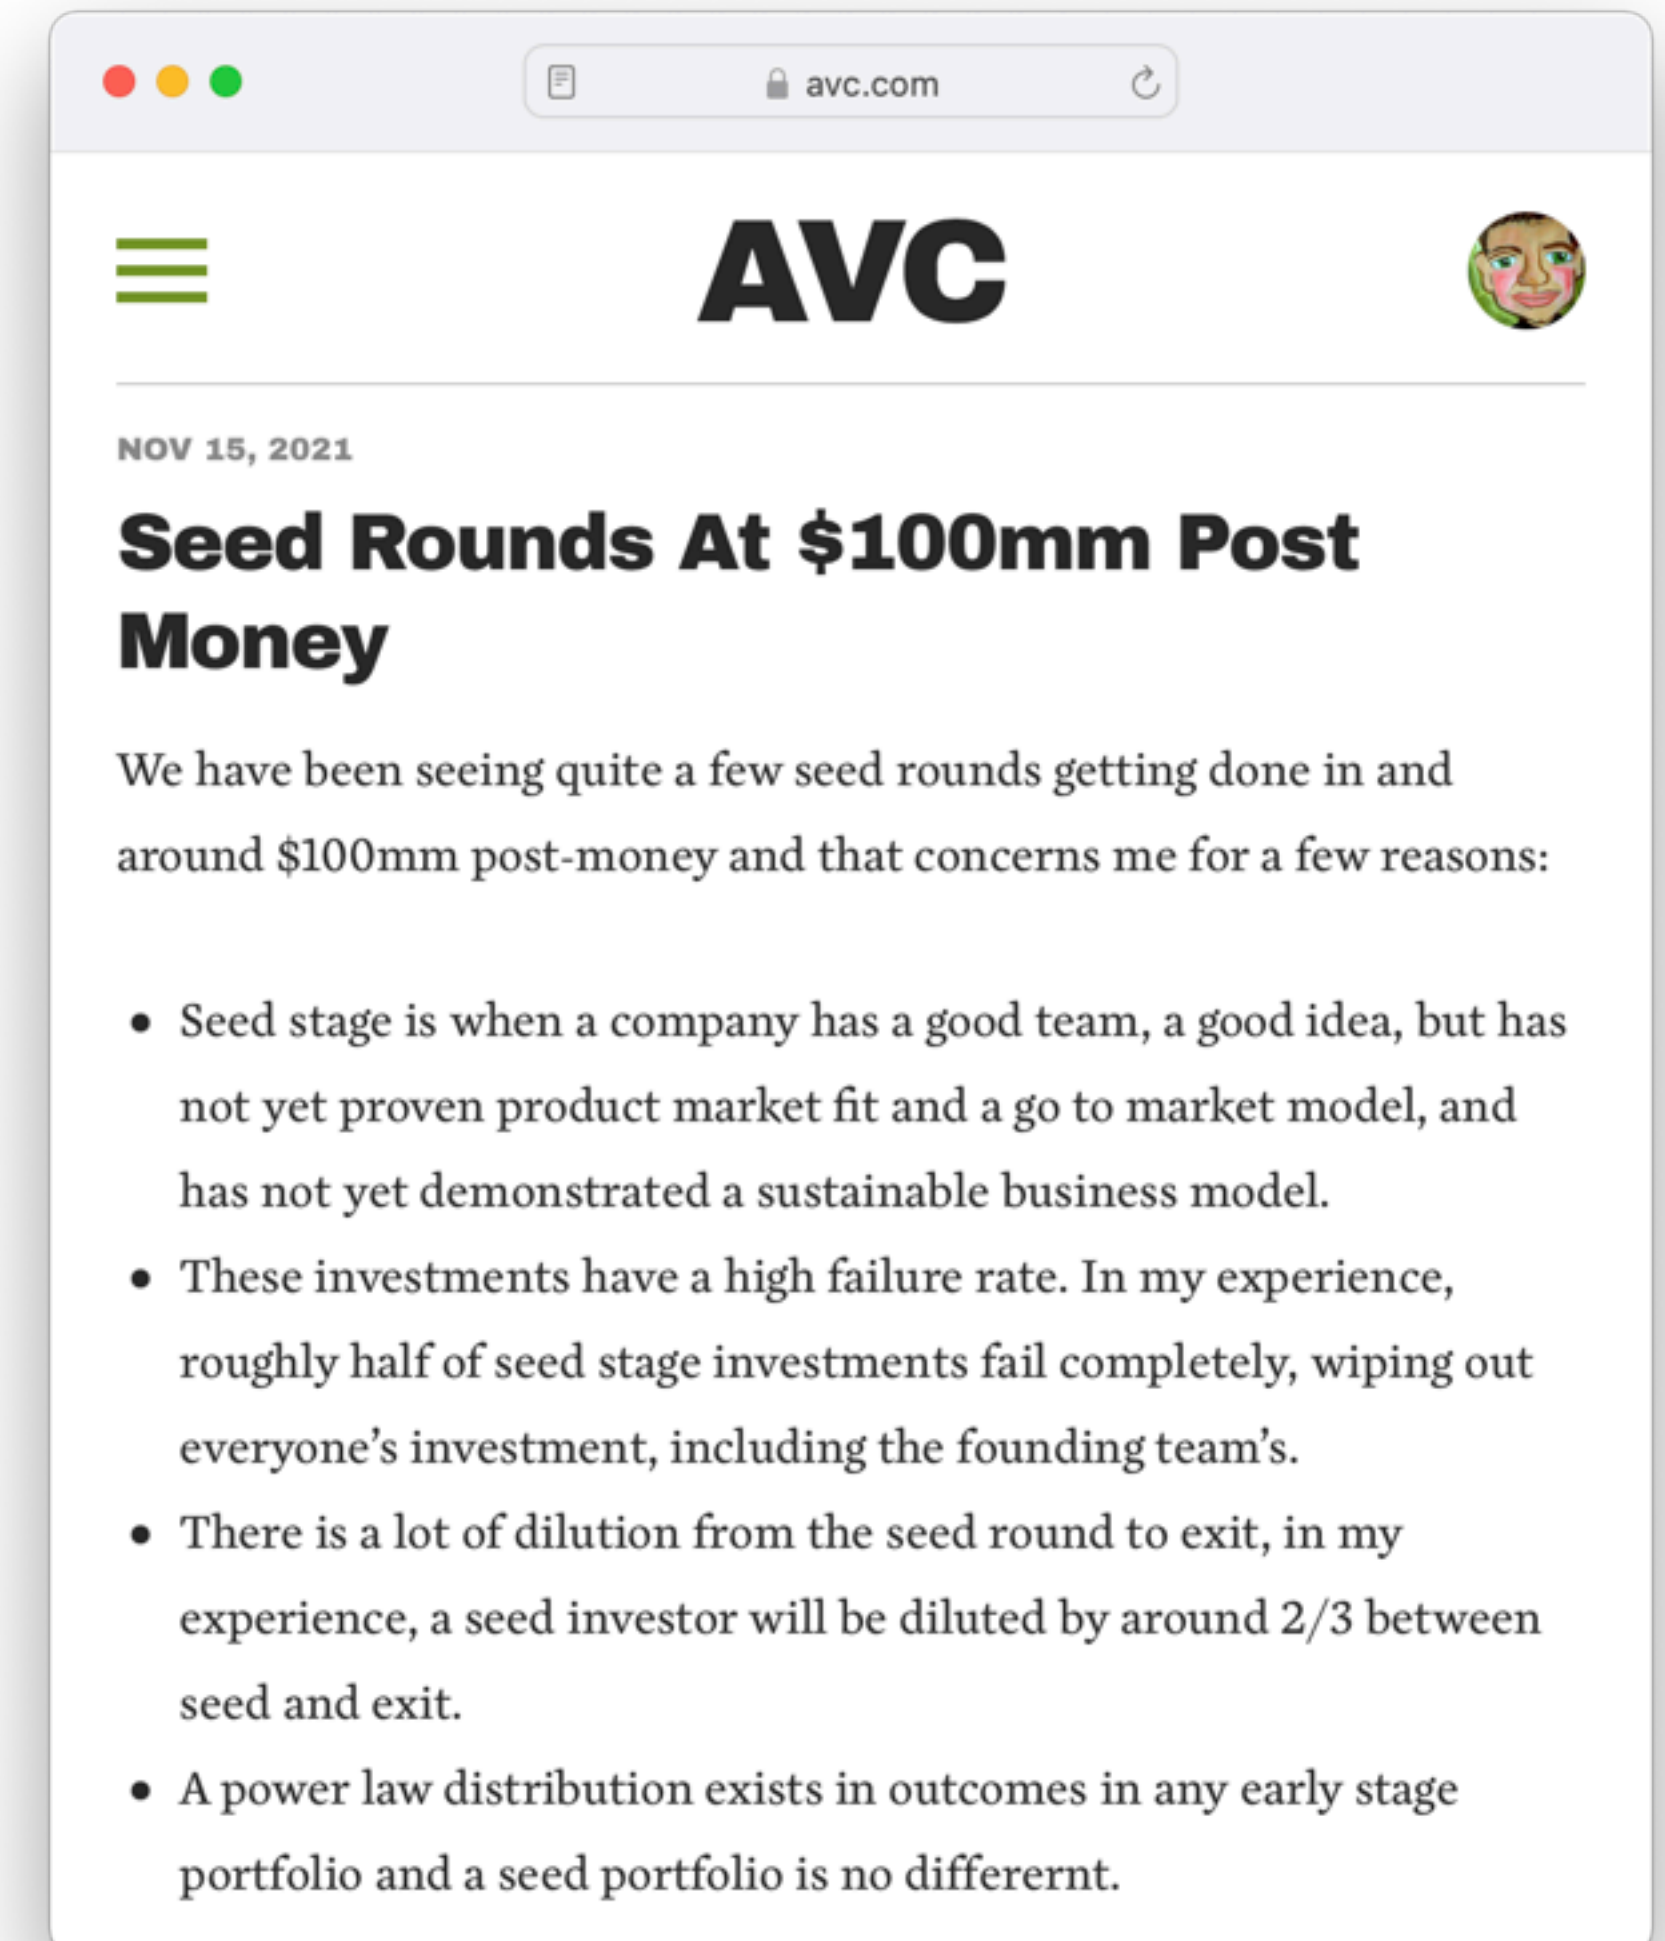 avc.com
AVC
NOV 15, 2021
Seed Rounds At $100mm Post
Money
We have been seeing quite a few seed rounds getting done in and
around $100mm post-money and that concerns me for a few reasons:
• Seed stage is when a company has a good team, a good idea, but has
not yet proven product market fit and a go to market model, and
has not yet demonstrated a sustainable business model.
• These investments have a high failure rate. In my experience,
roughly half of seed stage investments fail completely, wiping out
everyone’s investment, including the founding team’s.
• There is a lot of dilution from the seed round to exit, in my
experience, a seed investor will be diluted by around 2/3 between
seed and exit.
• A power law distribution exists in outcomes in any early stage
portfolio and a seed portfolio is no differernt.